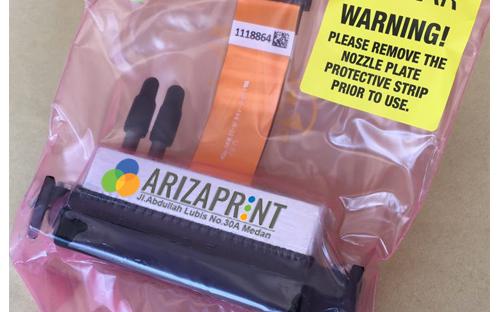 WARNING!
PLEASE REMOVE THE
NOZZLE PLATE
PROTECTIVE STRIP
PRIOR TO USE.
1118864
ARIZAPRINT
Jl.Abdullah Lubis No.30A Medan